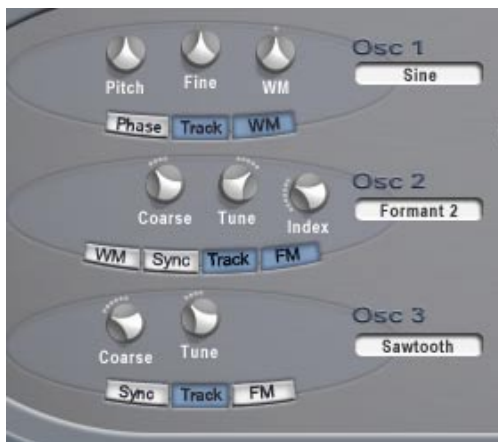 Osc 1
Sine
Pitch Fine WM
Phase Track WM
Osc 2
Formant 2
Coarse Tune Index
WM Sync Track FM
Osc 3
Sawtooth
Coarse Tune
Sync Track FM